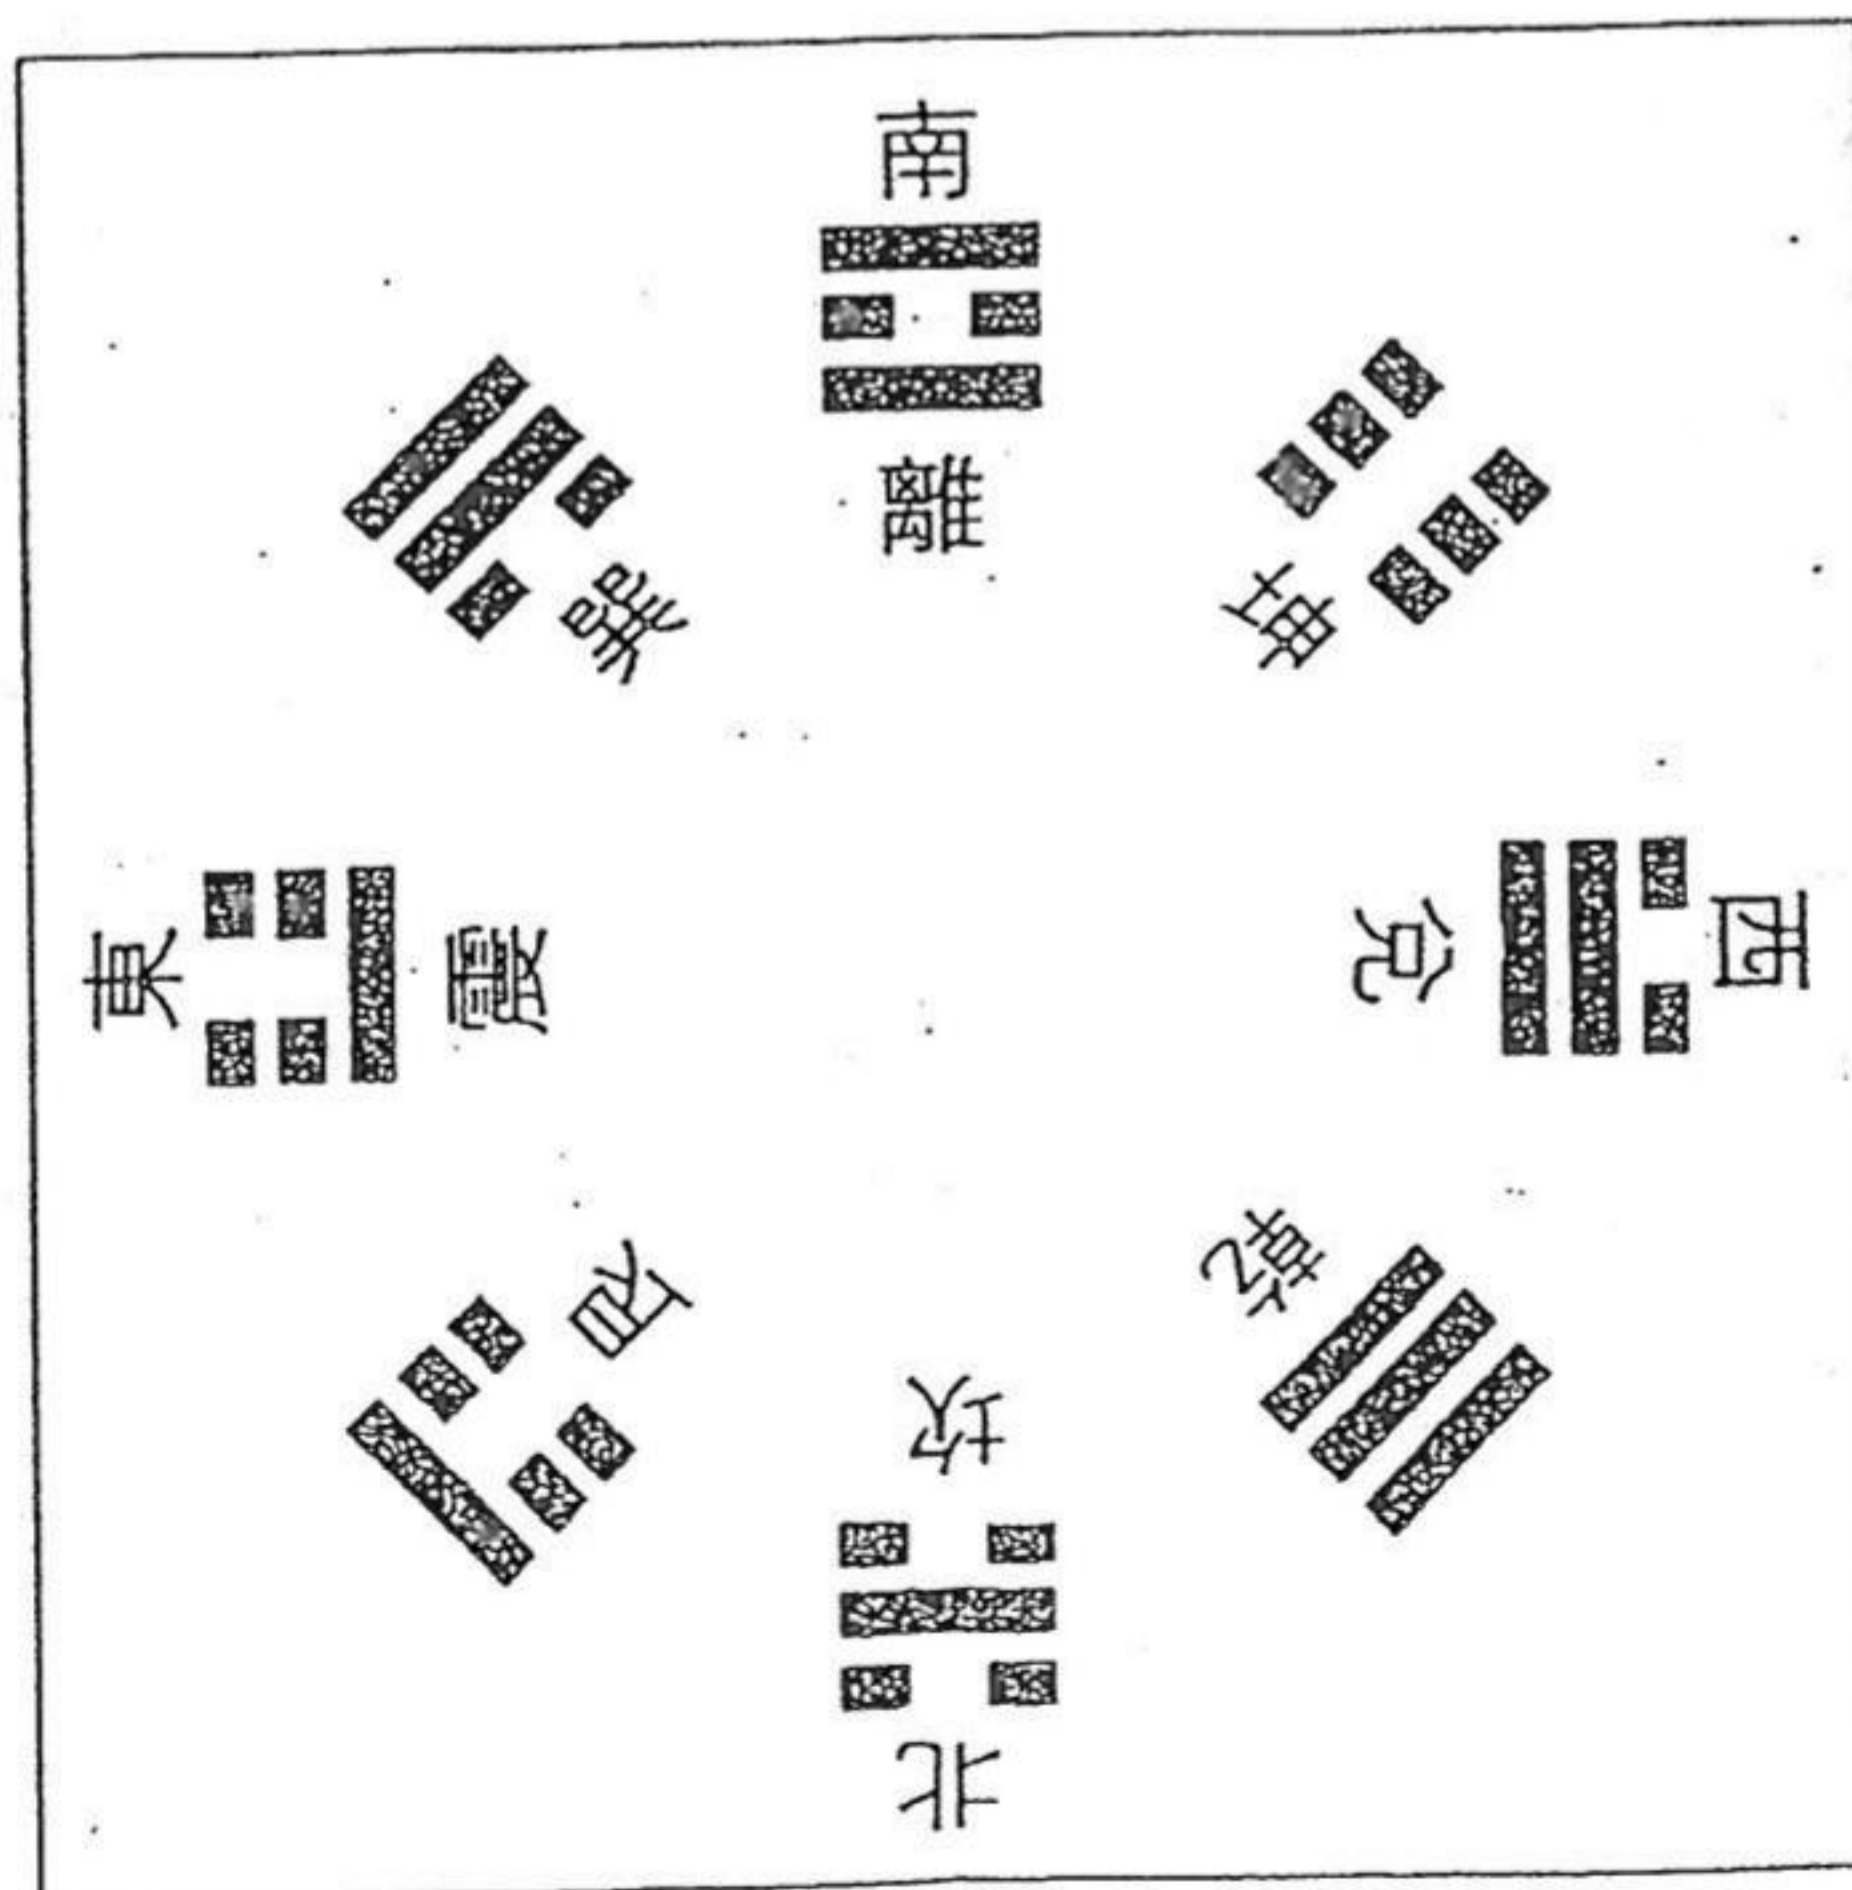 南
離
坤
西
兌
乾
北
坎
艮
東
震
巽